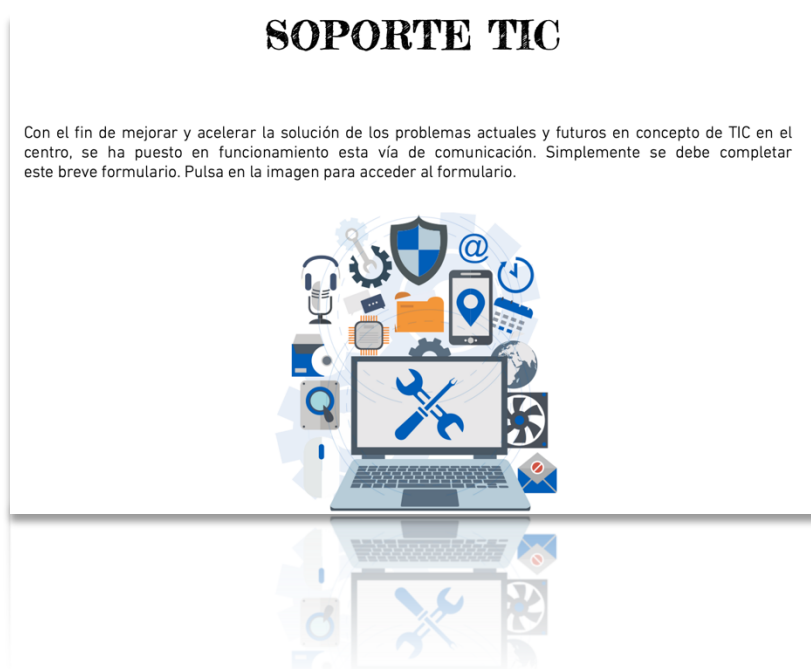 SOPORTE TIC
Con el fin de mejorar y acelerar la solución de los problemas actuales y futuros en concepto de TIC en el
centro, se ha puesto en funcionamiento esta vía de comunicación. Simplemente se debe completar
este breve formulario. Pulsa en la imagen para acceder al formulario.
@